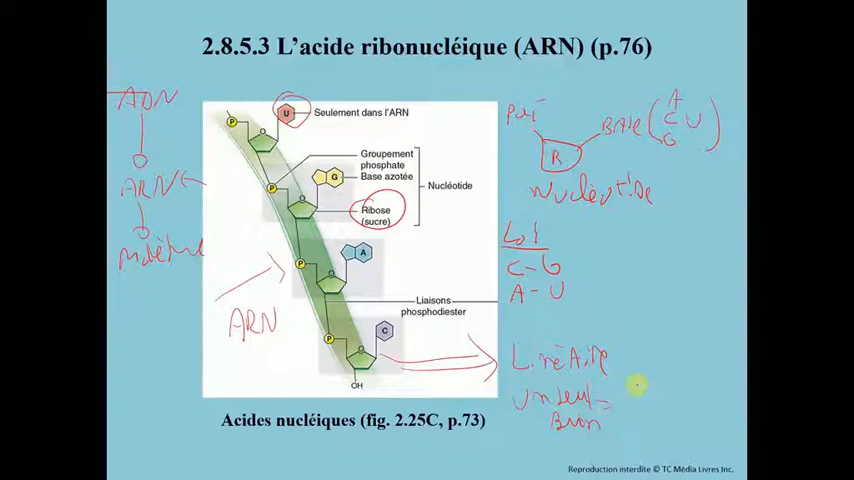 2.8.5.3 L'acide ribonucléique (ARN) (p.76)
ADN
ARN
U
Seulement dans l'ARN
P
O
Groupement
phosphate
Base azotée
G
Nucléotide
P
O
Ribose
(sucre)
A
P
O
Liaisons
phosphodiester
C
P
O
OH
ARN
R
BASE (A C G U)
Nucléotide
C - G
A - U
Linéaire
un seul
Brin
Acides nucléiques (fig. 2.25C, p.73)
Reproduction interdite © TC Média Livres Inc.